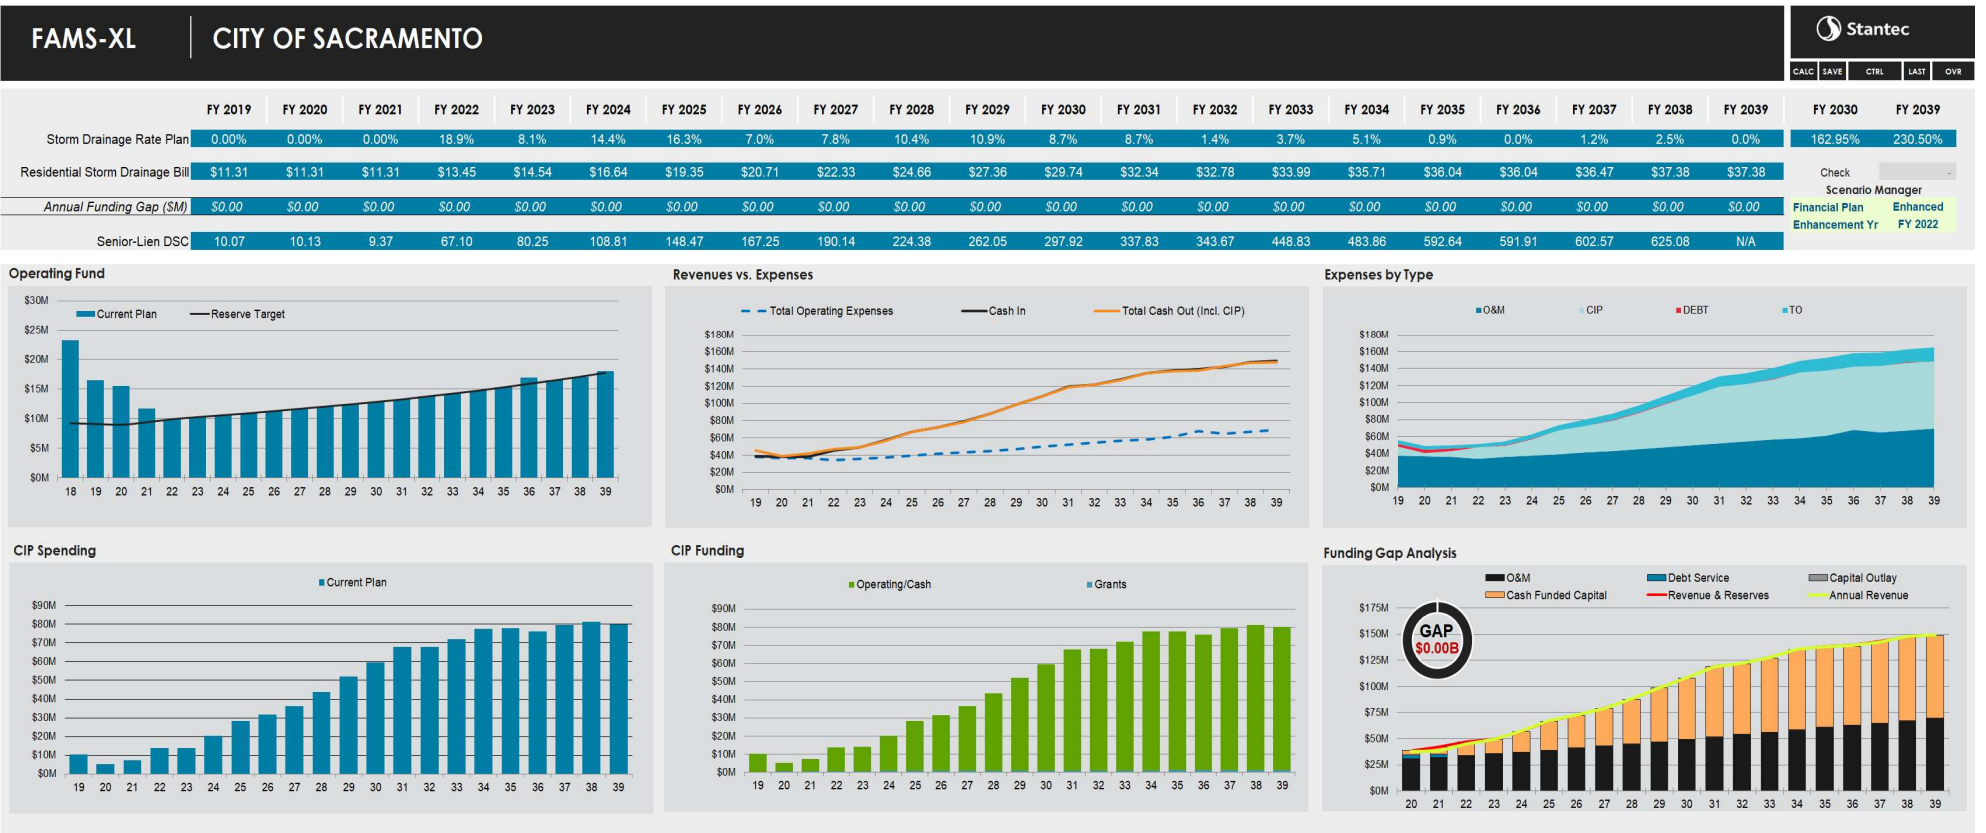 FAMS-XL CITY OF SACRAMENTO Stantec
CALC SAVE CTRL LAST OVR
FY 2019 FY 2020 FY 2021 FY 2022 FY 2023 FY 2024 FY 2025 FY 2026 FY 2027 FY 2028 FY 2029 FY 2030 FY 2031 FY 2032 FY 2033 FY 2034 FY 2035 FY 2036 FY 2037 FY 2038 FY 2039 FY 2030 FY 2039
Storm Drainage Rate Plan 0.00% 0.00% 0.00% 18.9% 8.1% 14.4% 16.3% 7.0% 7.8% 10.4% 10.9% 8.7% 8.7% 1.4% 3.7% 5.1% 0.9% 0.0% 1.2% 2.5% 0.0% 162.95% 230.50%
Residential Storm Drainage Bill $11.31 $11.31 $11.31 $13.45 $14.54 $16.64 $19.35 $20.71 $22.33 $24.66 $27.36 $29.74 $32.34 $32.78 $33.99 $35.71 $36.04 $36.04 $36.47 $37.38 $37.38 Check -
Scenario Manager
Annual Funding Gap ($M) $0.00 $0.00 $0.00 $0.00 $0.00 $0.00 $0.00 $0.00 $0.00 $0.00 $0.00 $0.00 $0.00 $0.00 $0.00 $0.00 $0.00 $0.00 $0.00 $0.00 $0.00 Financial Plan Enhanced
Enhancement Yr FY 2022
Senior-Lien DSC 10.07 10.13 9.37 67.10 80.25 108.81 148.47 167.25 190.14 224.38 262.05 297.92 337.83 343.67 448.83 483.86 592.64 591.91 602.57 625.08 N/A
Operating Fund
Current Plan Reserve Target
$30M
$25M
$20M
$15M
$10M
$5M
$0M
18 19 20 21 22 23 24 25 26 27 28 29 30 31 32 33 34 35 36 37 38 39
Revenues vs. Expenses
Total Operating Expenses Cash In Total Cash Out (Incl. CIP)
$180M
$160M
$140M
$120M
$100M
$80M
$60M
$40M
$20M
$0M
19 20 21 22 23 24 25 26 27 28 29 30 31 32 33 34 35 36 37 38 39
Expenses by Type
O&M CIP DEBT TO
$180M
$160M
$140M
$120M
$100M
$80M
$60M
$40M
$20M
$0M
19 20 21 22 23 24 25 26 27 28 29 30 31 32 33 34 35 36 37 38 39
CIP Spending
Current Plan
$90M
$80M
$70M
$60M
$50M
$40M
$30M
$20M
$10M
$0M
19 20 21 22 23 24 25 26 27 28 29 30 31 32 33 34 35 36 37 38 39
CIP Funding
Operating/Cash Grants
$90M
$80M
$70M
$60M
$50M
$40M
$30M
$20M
$10M
$0M
19 20 21 22 23 24 25 26 27 28 29 30 31 32 33 34 35 36 37 38 39
Funding Gap Analysis
O&M Debt Service Capital Outlay
Cash Funded Capital Revenue & Reserves Annual Revenue
GAP
$0.00B
$175M
$150M
$125M
$100M
$75M
$50M
$25M
$0M
20 21 22 23 24 25 26 27 28 29 30 31 32 33 34 35 36 37 38 39